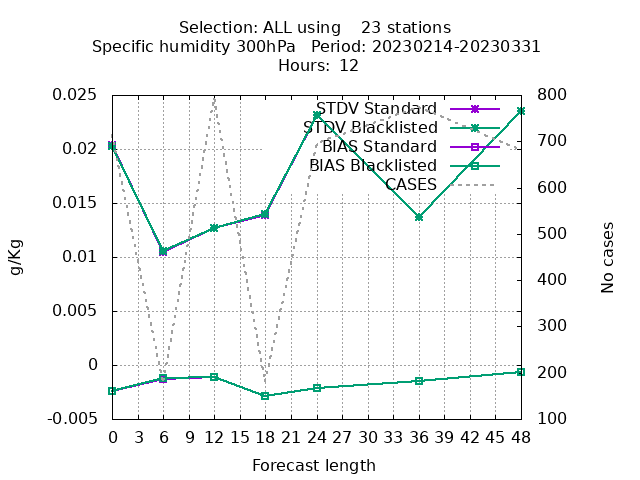 Selection: ALL using    23 stations
Specific humidity 300hPa   Period: 20230214-20230331
Hours:  12
0.025
0.02
0.015
0.01
0.005
0
-0.005
g/Kg
800
700
600
500
400
300
200
100
No cases
STDV Standard
STDV Blacklisted
BIAS Standard
BIAS Blacklisted
CASES
0 3 6 9 12 15 18 21 24 27 30 33 36 39 42 45 48
Forecast length